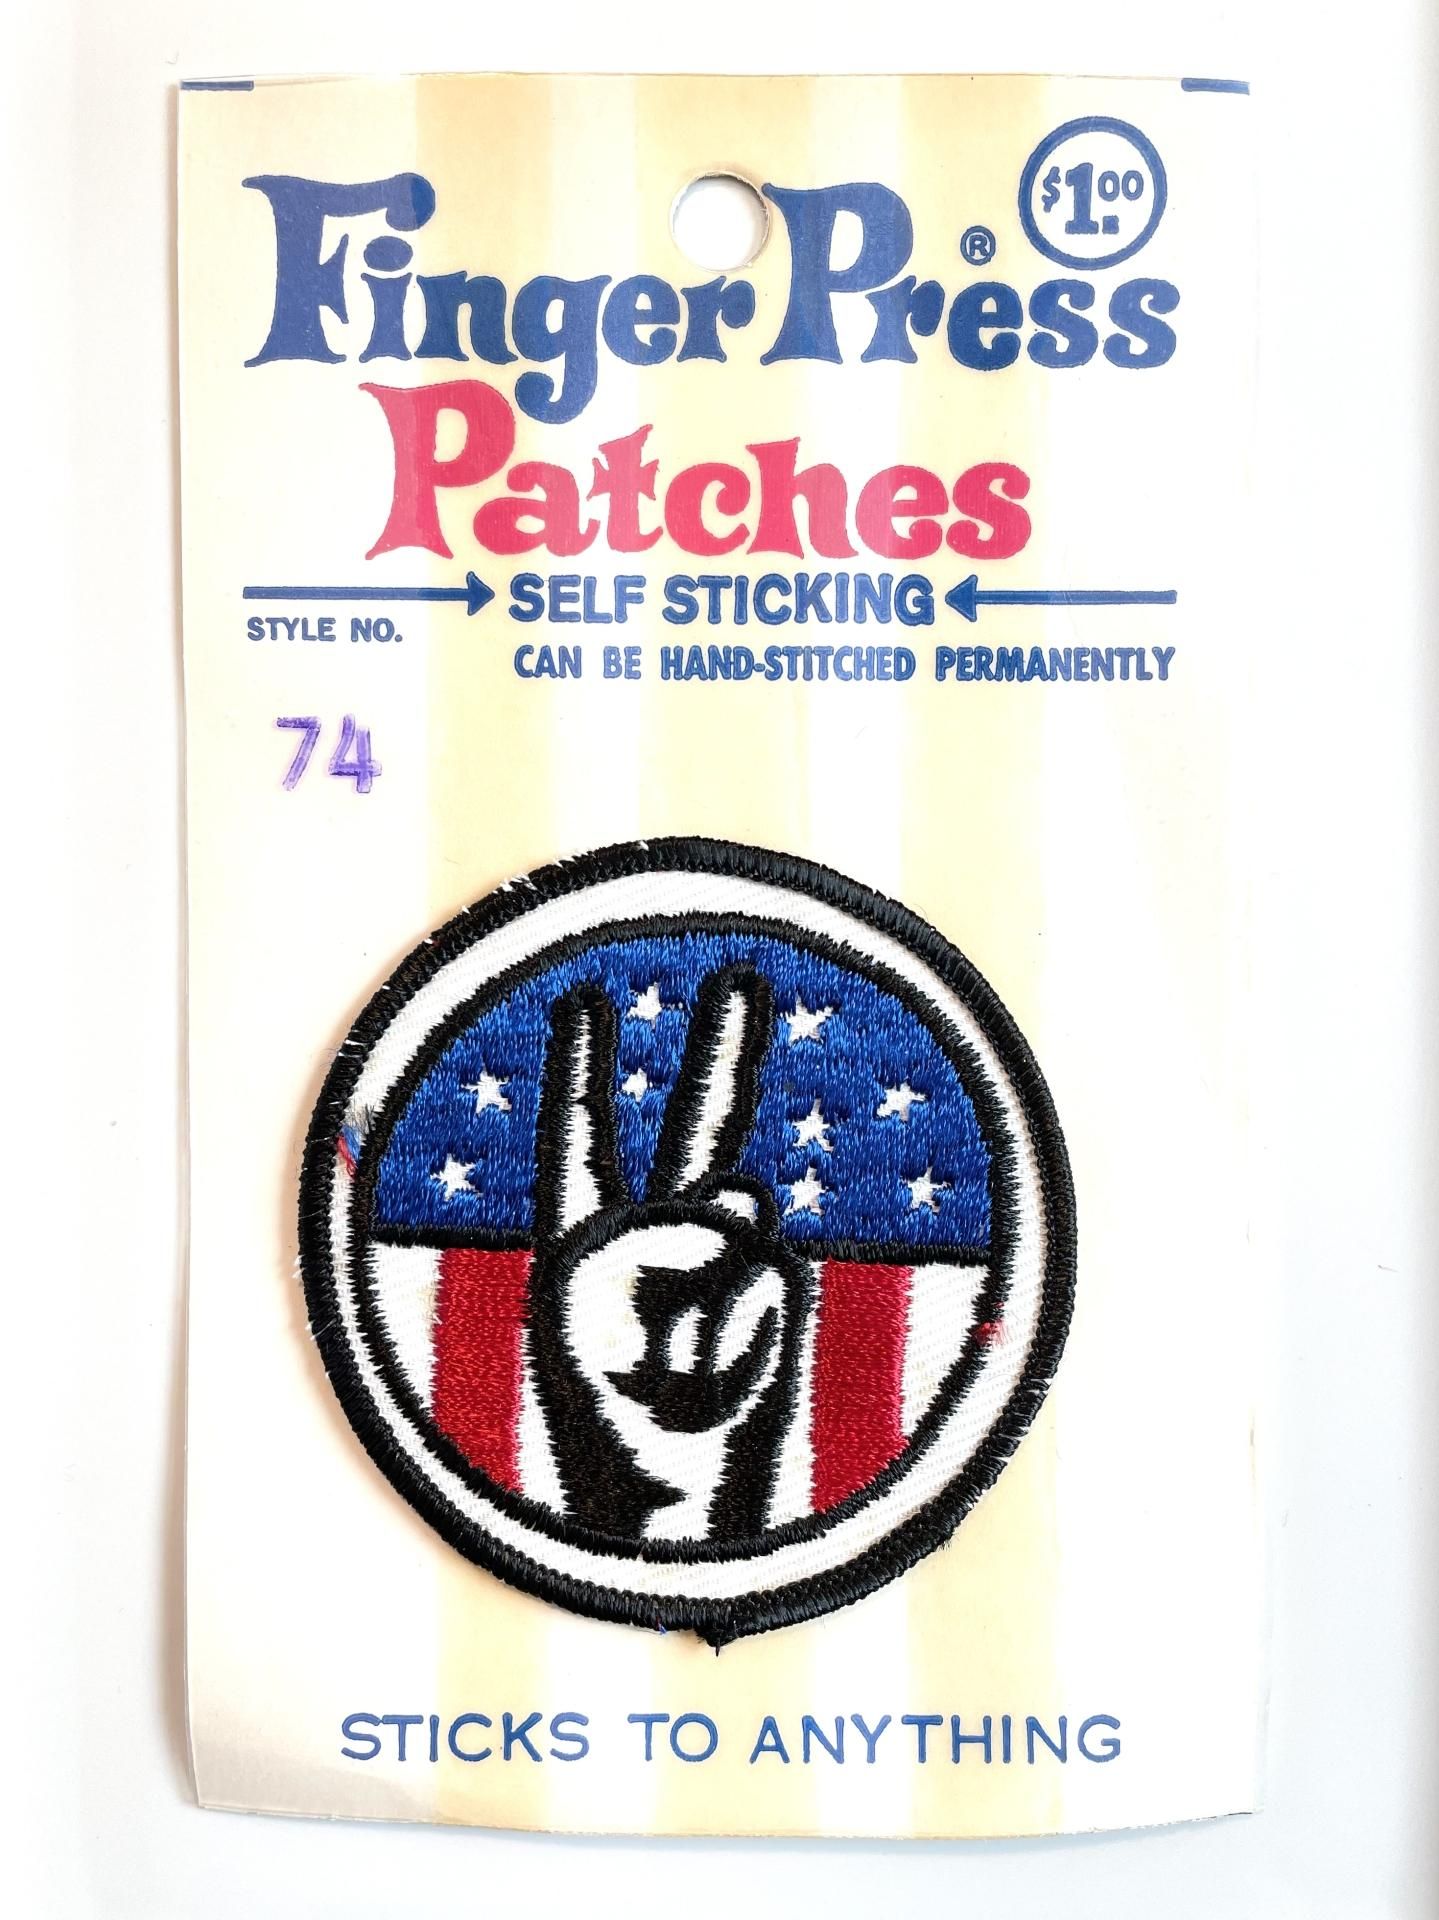 $1.00
Finger Press®
Patches
SELF STICKING
STYLE NO.
CAN BE HAND-STITCHED PERMANENTLY
74
STICKS TO ANYTHING